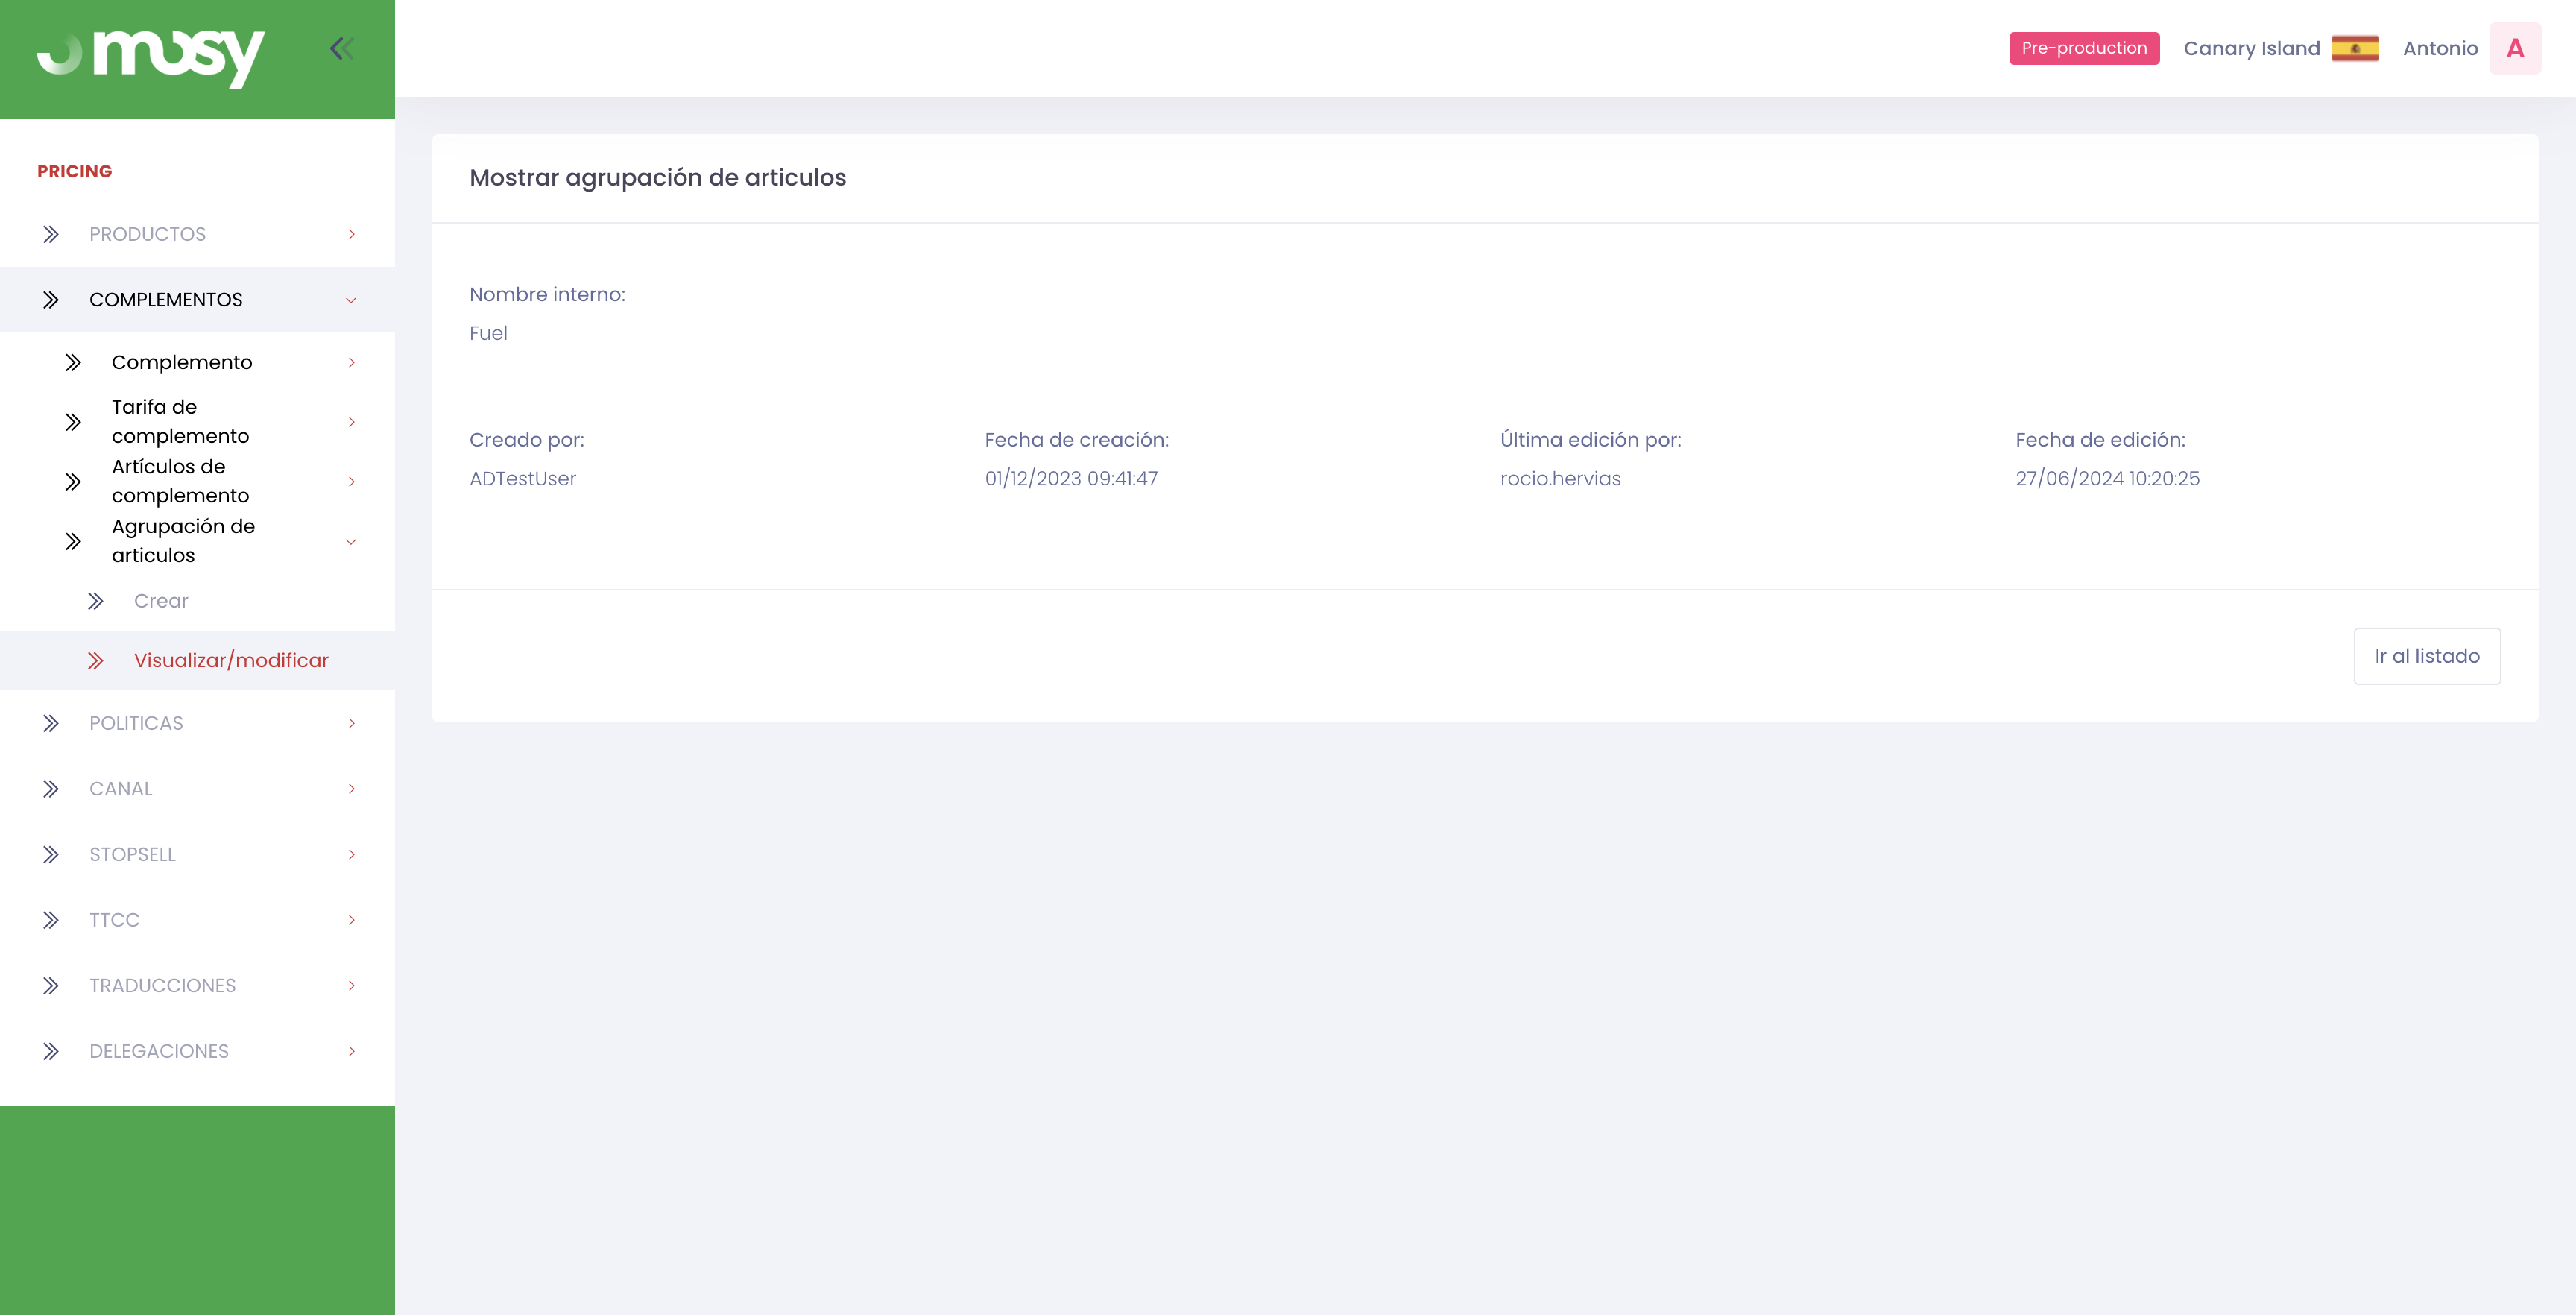 mosy
Pre-production
Canary Island
Antonio
A
PRICING
PRODUCTOS
COMPLEMENTOS
Complemento
Tarifa de
complemento
Artículos de
complemento
Agrupación de
articulos
Crear
Visualizar/modificar
POLITICAS
CANAL
STOPSELL
TTCC
TRADUCCIONES
DELEGACIONES
Mostrar agrupación de articulos
Nombre interno:
Fuel
Creado por:
ADTestUser
Fecha de creación:
01/12/2023 09:41:47
Última edición por:
rocio.hervias
Fecha de edición:
27/06/2024 10:20:25
Ir al listado